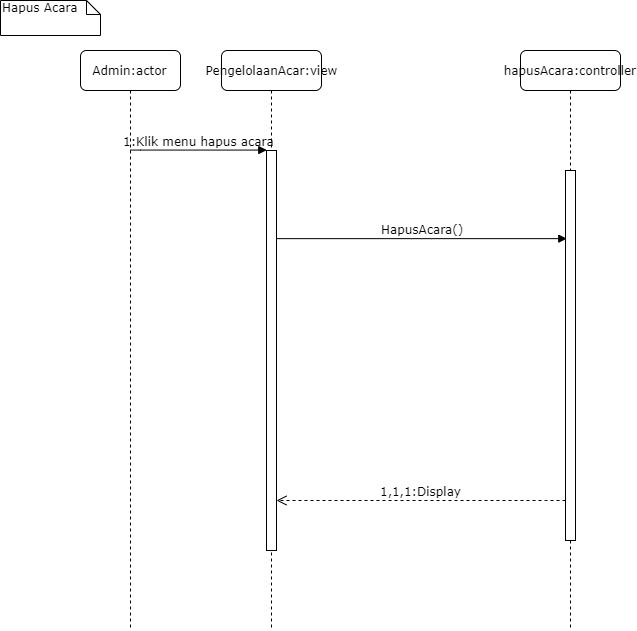 Hapus Acara
Admin:actor
PengelolaanAcar:view
hapusAcara:controller
1:Klik menu hapus acara
HapusAcara()
1,1,1:Display